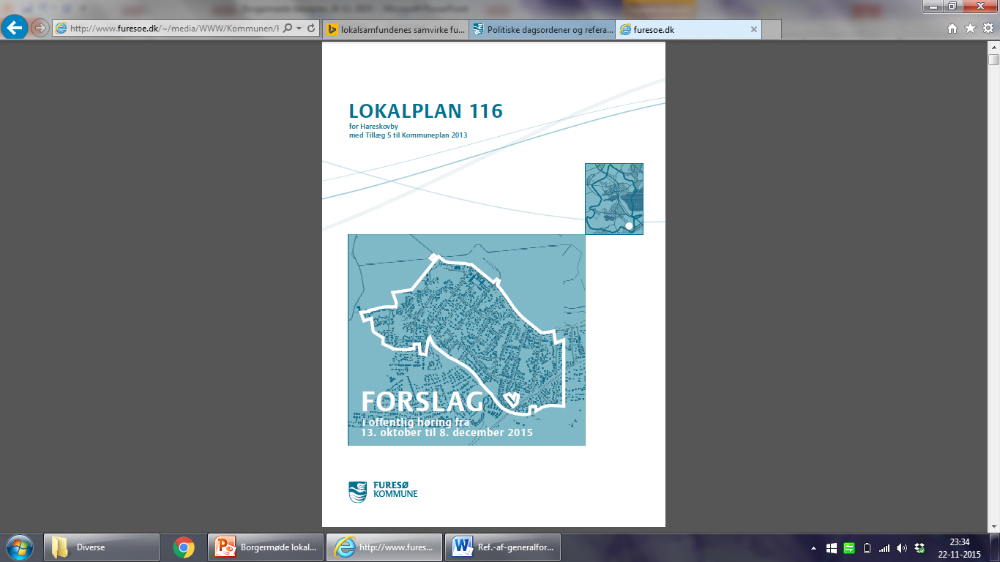 http://www.furesoe.dk/~/media/WWW/Kommunen/
lokalsamfundenes samvirke fu...
Politiske dagsordener og refera...
furesoe.dk
LOKALPLAN 116
for Hareskovby
med Tillæg 5 til Kommuneplan 2013
FORSLAG
i offentlig høring fra
13. oktober til 8. december 2015
FURESØ
KOMMUNE
Diverse
Borgermøde lokal...
http://www.fures...
Ref.-af-generalfor...
23:34
22-11-2015